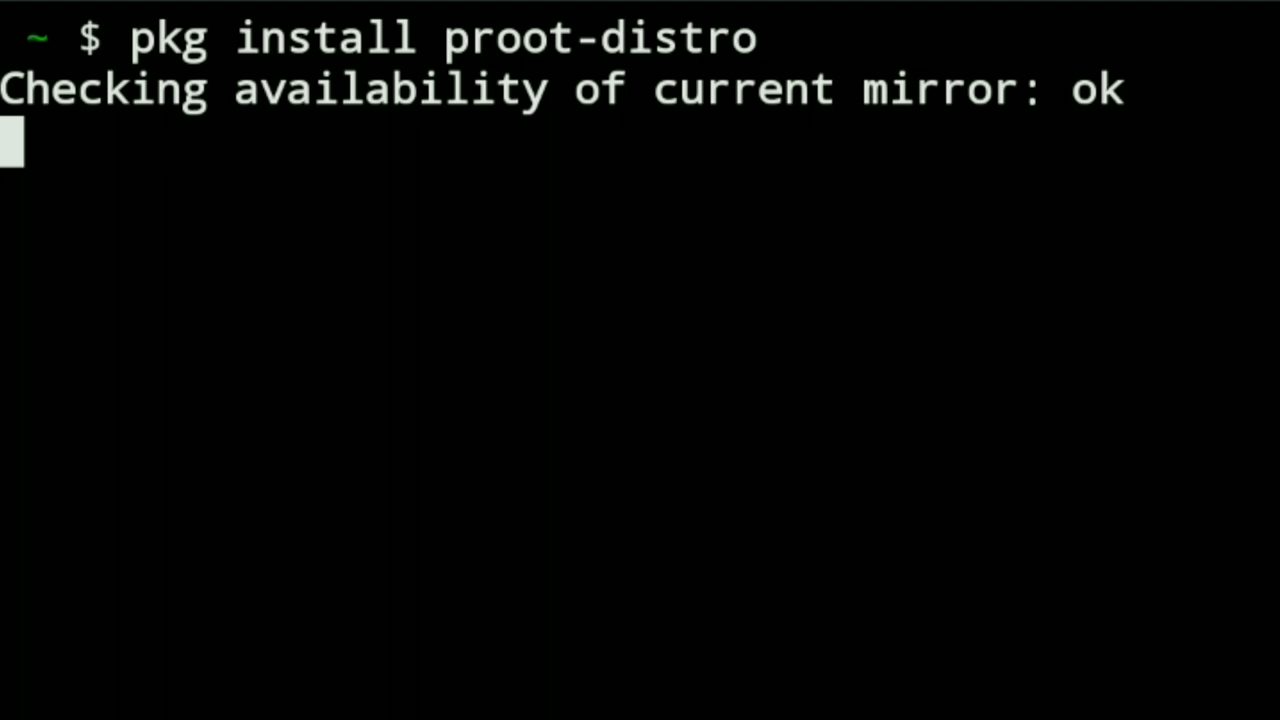 ~ $ pkg install proot-distro
Checking availability of current mirror: ok